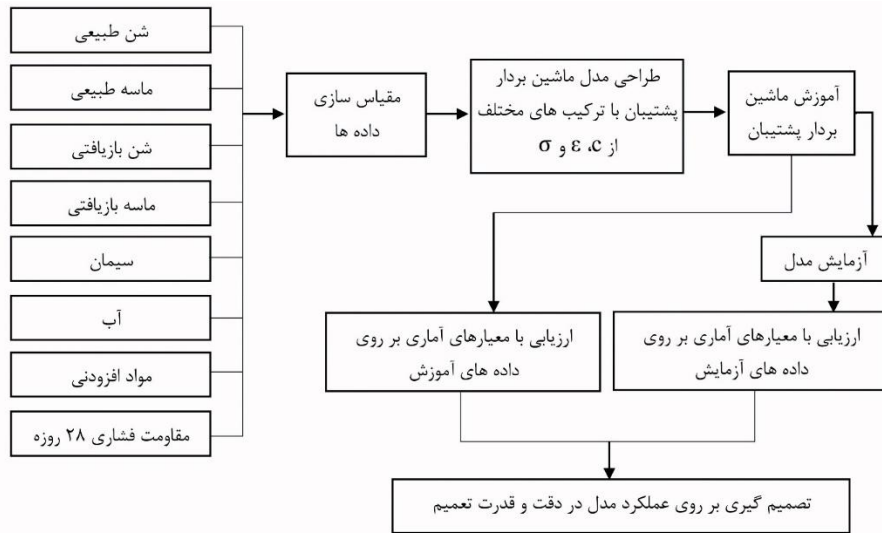 شن طبیعی
ماسه طبیعی
شن بازیافتی
ماسه بازیافتی
سیمان
آب
مواد افزودنی
مقاومت فشاری ۲۸ روزه
مقیاس سازی
داده ها
طراحی مدل ماشین بردار
پشتیبان با ترکیب های مختلف
از c، ε و σ
آموزش ماشین
بردار پشتیبان
آزمایش مدل
ارزیابی با معیارهای آماری بر روی
داده های آموزش
ارزیابی با معیارهای آماری بر روی
داده های آزمایش
تصمیم گیری بر روی عملکرد مدل در دقت و قدرت تعمیم